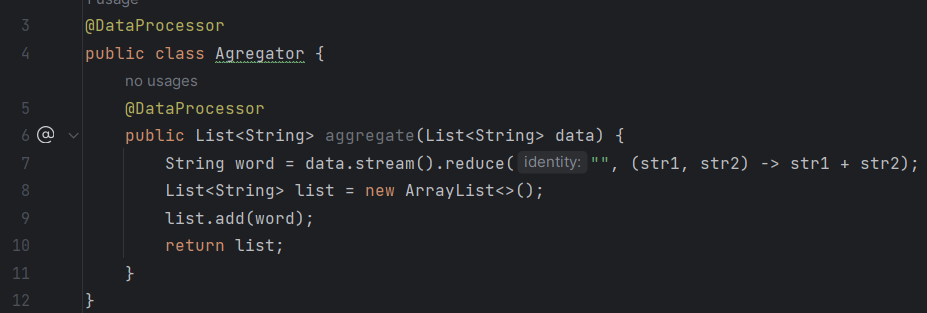 1 usage
3 @DataProcessor
4 public class Agregator {
no usages
5 @DataProcessor
6 @ public List<String> aggregate(List<String> data) {
7 String word = data.stream().reduce( identity: "", (str1, str2) -> str1 + str2);
8 List<String> list = new ArrayList<>();
9 list.add(word);
10 return list;
11 }
12 }